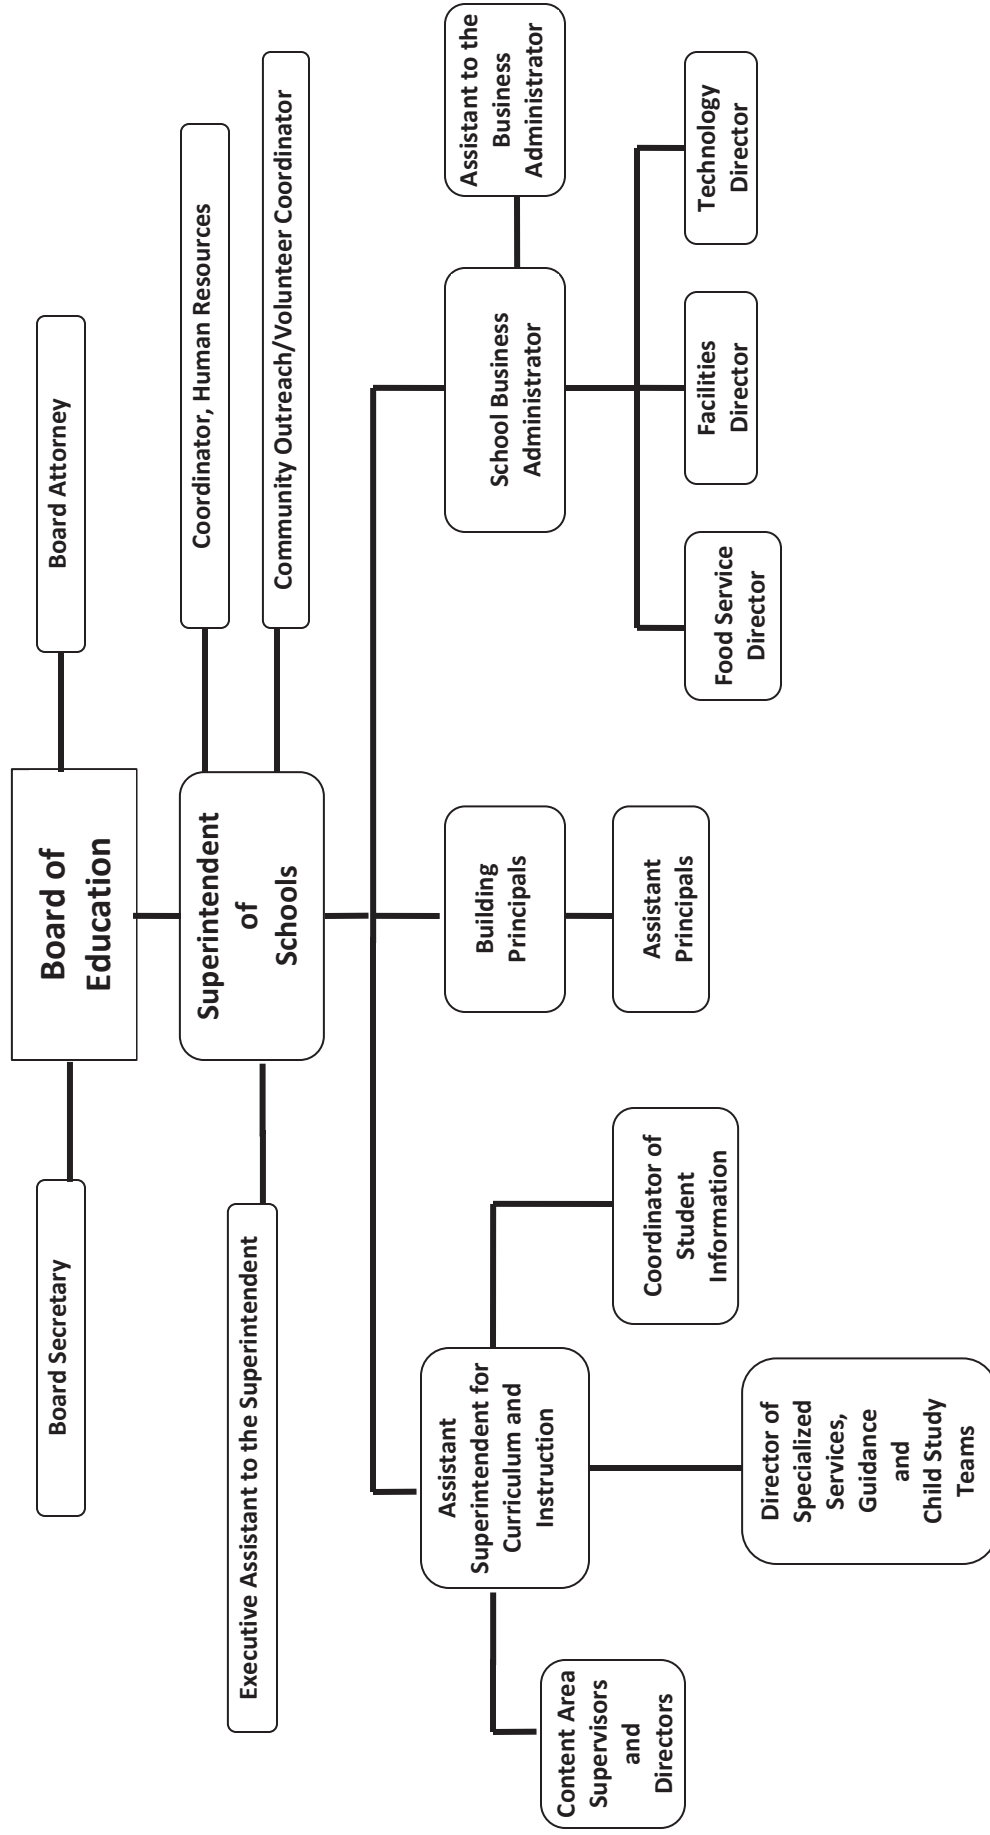 Board of
Education
Board Secretary
Board Attorney
Superintendent
of
Schools
Executive Assistant to the Superintendent
Coordinator, Human Resources
Community Outreach/Volunteer Coordinator
Assistant
Superintendent for
Curriculum and
Instruction
Building
Principals
School Business
Administrator
Assistant to the
Business
Administrator
Content Area
Supervisors
and
Directors
Director of
Specialized
Services,
Guidance
and
Child Study
Teams
Coordinator of
Student
Information
Assistant
Principals
Food Service
Director
Facilities
Director
Technology
Director